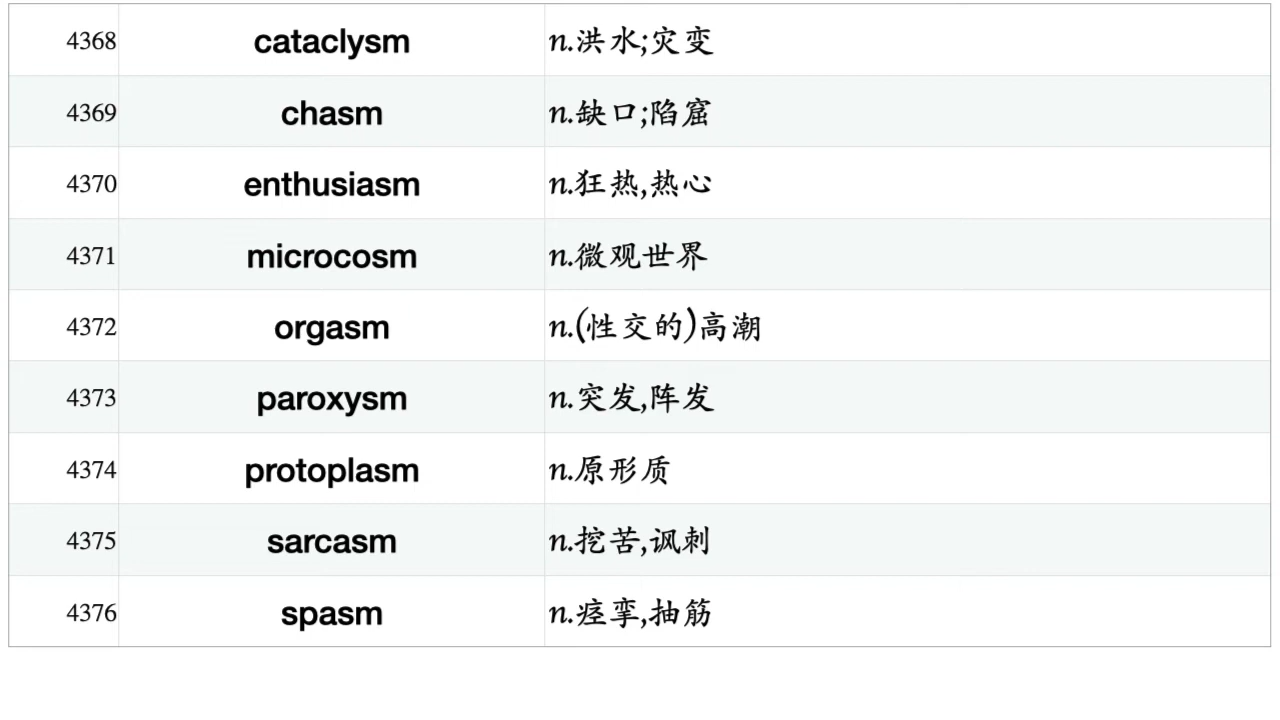 4368 cataclysm n.洪水;灾变
4369 chasm n.缺口;陷窟
4370 enthusiasm n.狂热,热心
4371 microcosm n.微观世界
4372 orgasm n.(性交的)高潮
4373 paroxysm n.突发,阵发
4374 protoplasm n.原形质
4375 sarcasm n.挖苦,讽刺
4376 spasm n.痉挛,抽筋